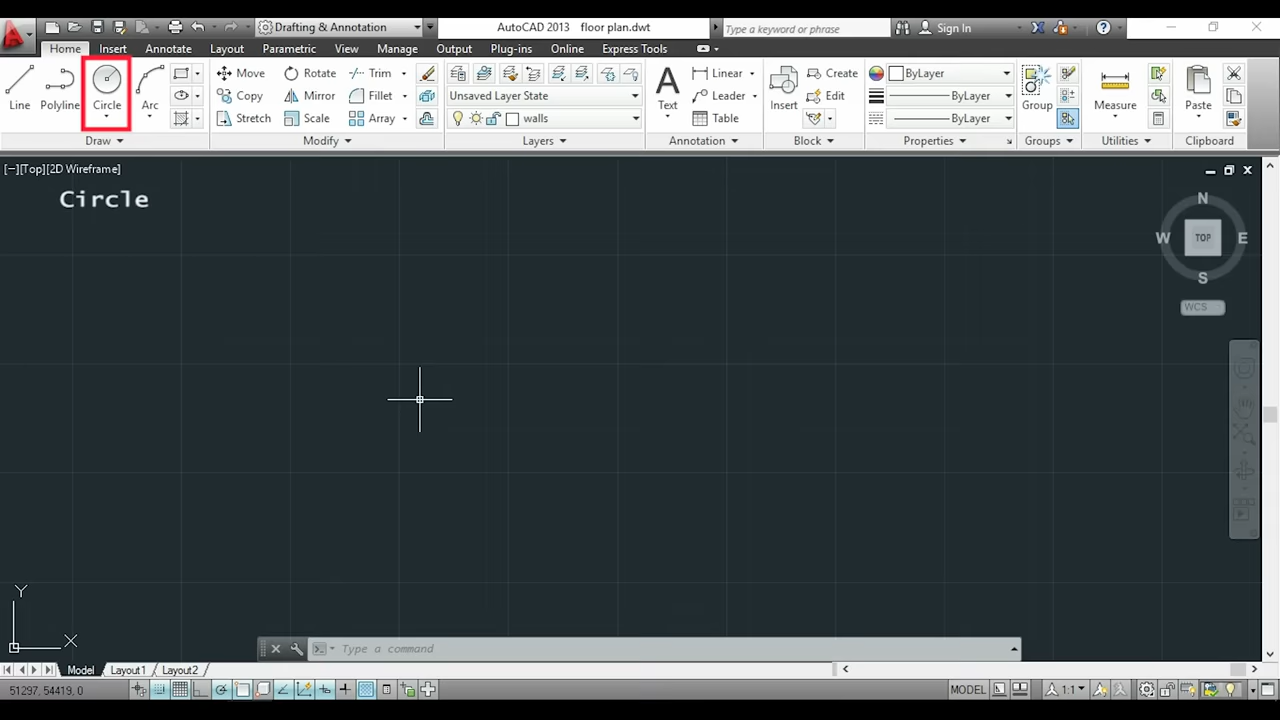 Drafting & Annotation
AutoCAD 2013 floor plan.dwt
Type a keyword or phrase
Sign In
Home Insert Annotate Layout Parametric View Manage Output Plug-ins Online Express Tools
Line Polyline Circle Arc
Move Rotate Trim
Copy Mirror Fillet
Stretch Scale Array
Unsaved Layer State
walls
Text
Linear
Leader
Table
Insert
Create
Edit
ByLayer
ByLayer
ByLayer
Group
Measure
Paste
Draw Modify Layers Annotation Block Properties Groups Utilities Clipboard
[−][Top][2D Wireframe]
Circle
N
W TOP E
S
WCS
Y
X
Type a command
Model Layout1 Layout2
51297, 54419, 0
MODEL
1:1